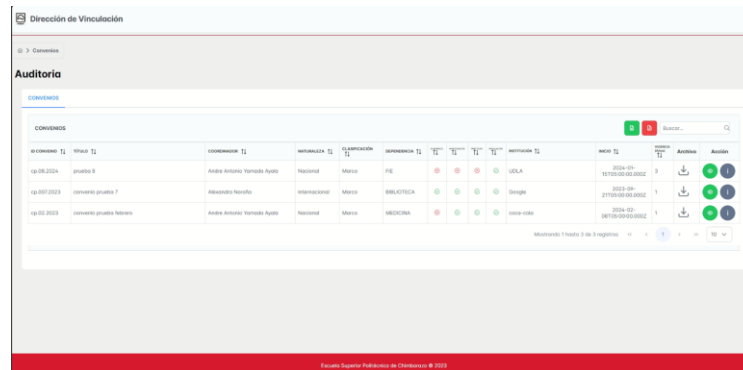 Dirección de Vinculación
> Convenios
Auditoria
CONVENIOS
CONVENIOS
Buscar...
ID CONVENIO TÍTULO COORDINADOR NATURALEZA CLASIFICACIÓN DEPENDENCIA INSTITUCIÓN INICIO Archivo Acción
cp.08.2024 prueba 8 Andre Antonio Yamada Ayala Nacional Marco FIE UDLA 2024-01-15T05:00:00.000Z 3
cp.007.2023 convenio prueba 7 Alexandra Noroña Internacional Marco BIBLIOTECA Google 2023-09-21T05:00:00.000Z 1
cp.02.2023 convenio prueba febrero Andre Antonio Yamada Ayala Nacional Marco MEDICINA coca-cola 2024-02-08T05:00:00.000Z 1
Mostrando 1 hasta 3 de 3 registros « ‹ 1 › » 10
Escuela Superior Politécnica de Chimborazo © 2023